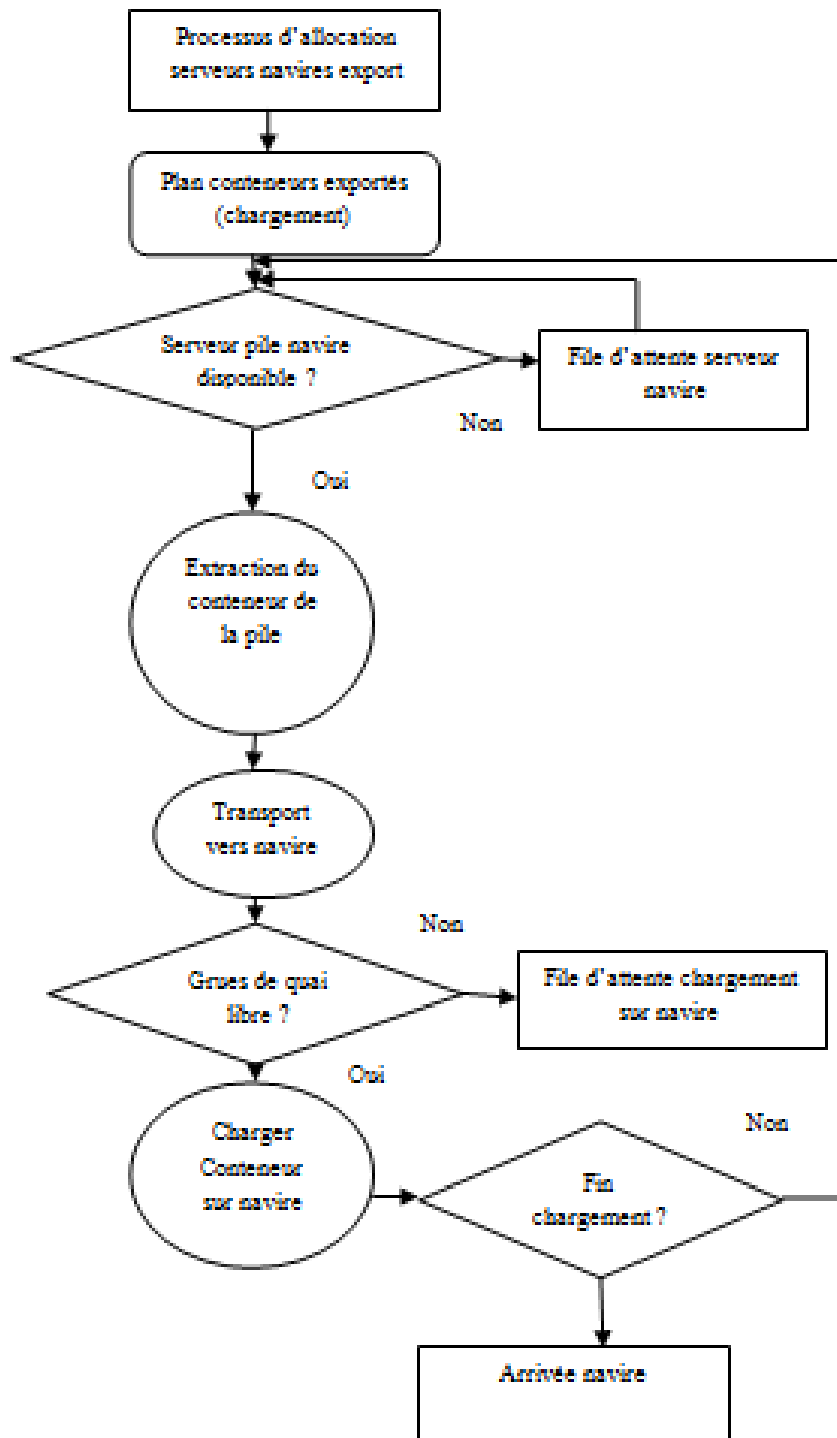 Processus d'allocation
serveurs navires export
Plan conteneurs exportés
(chargement)
Serveur pile navire
disponible ?
File d'attente serveur
navire
Non
Oui
Extraction du
conteneur de
la pile
Transport
vers navire
Non
Grues de quai
libre ?
File d'attente chargement
sur navire
Oui
Charger
Conteneur
sur navire
Non
Fin
chargement ?
Arrivée navire